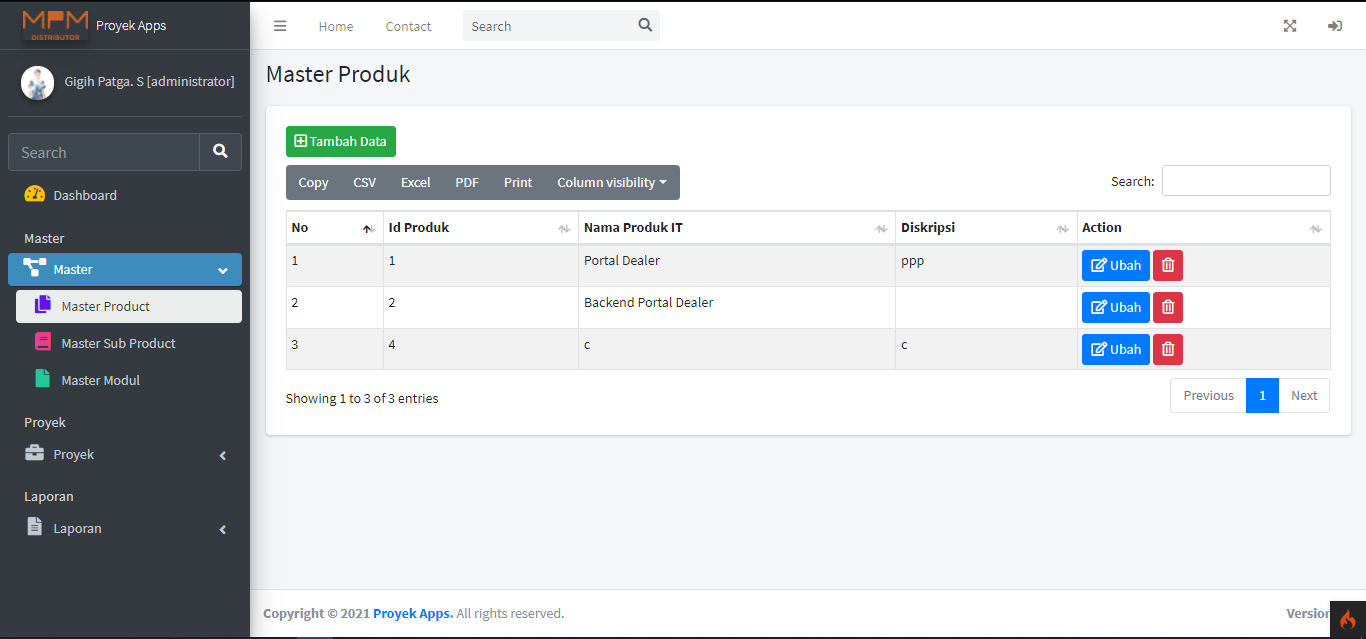 MPM
DISTRIBUTOR
Proyek Apps
Home
Contact
Search
Gigih Patga. S [administrator]
Search
Dashboard
Master
Master
Master Product
Master Sub Product
Master Modul
Proyek
Proyek
Laporan
Laporan
Master Produk
Tambah Data
Copy CSV Excel PDF Print Column visibility
Search:
No Id Produk Nama Produk IT Diskripsi Action
1 1 Portal Dealer ppp Ubah
2 2 Backend Portal Dealer Ubah
3 4 c c Ubah
Showing 1 to 3 of 3 entries
Previous 1 Next
Copyright © 2021 Proyek Apps. All rights reserved.